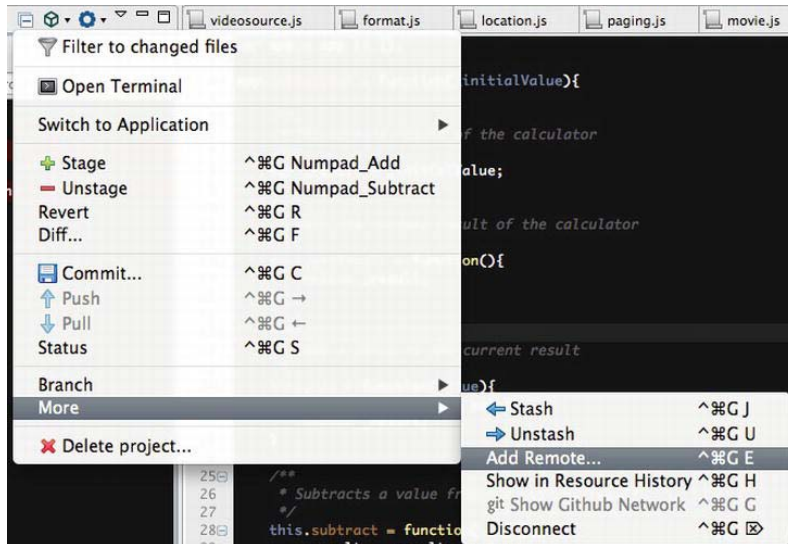 videosource.js format.js location.js paging.js movie.js
Filter to changed files
Open Terminal
initialValue){
Switch to Application
of the calculator
Stage ^⌘G Numpad_Add
alue;
Unstage ^⌘G Numpad_Subtract
Revert ^⌘G R
ult of the calculator
Diff... ^⌘G F
on(){
Commit... ^⌘G C
Push ^⌘G →
Pull ^⌘G ←
Status ^⌘G S
current result
Branch
ue){
More
Stash ^⌘G J
Unstash ^⌘G U
Delete project...
Add Remote... ^⌘G E
Show in Resource History ^⌘G H
git Show Github Network ^⌘G G
Disconnect ^⌘G ⌦
25 /**
26 * Subtracts a value fr
27 */
28 this.subtract = functio